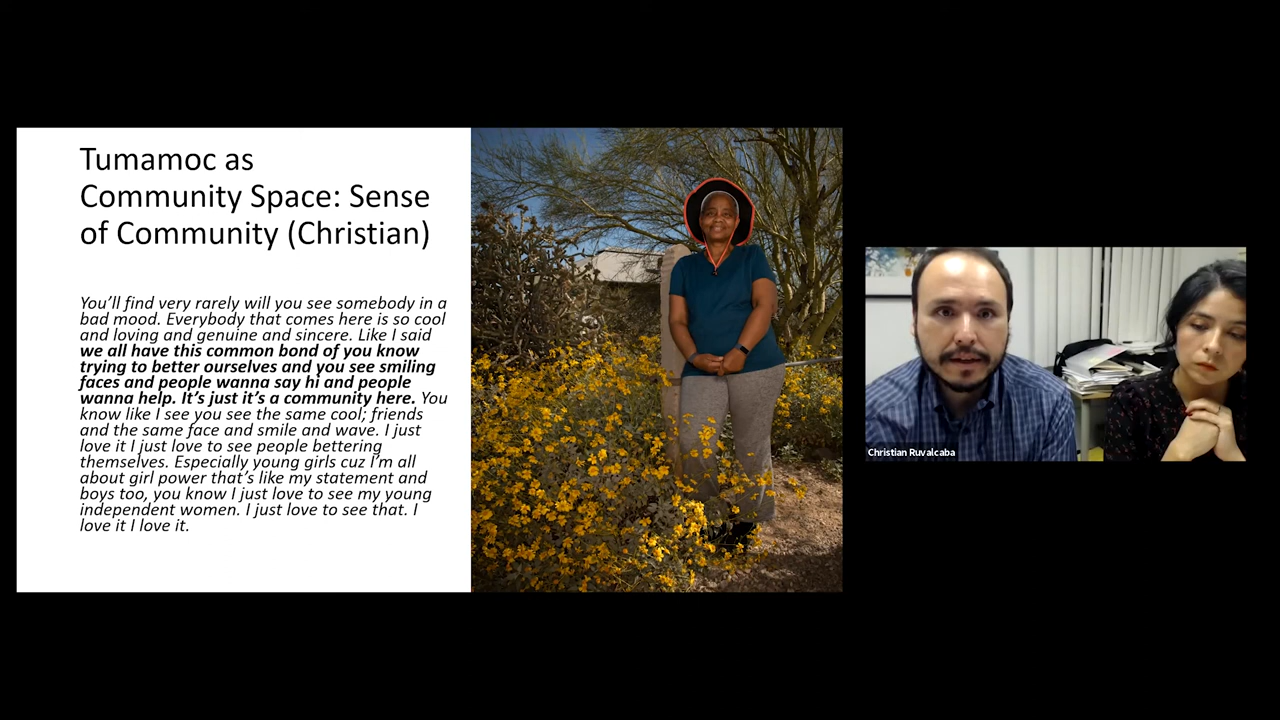 Tumamoc as
Community Space: Sense
of Community (Christian)
You'll find very rarely will you see somebody in a
bad mood. Everybody that comes here is so cool
and loving and genuine and sincere. Like I said
we all have this common bond of you know
trying to better ourselves and you see smiling
faces and people wanna say hi and people
wanna help. It's just it's a community here. You
know like I see you see the same cool; friends
and the same face and smile and wave. I just
love it I just love to see people bettering
themselves. Especially young girls cuz i'm all
about girl power that's like my statement and
boys too, you know I just love to see my young
independent women. I just love to see that. I
love it I love it.
Christian Ruvalcaba